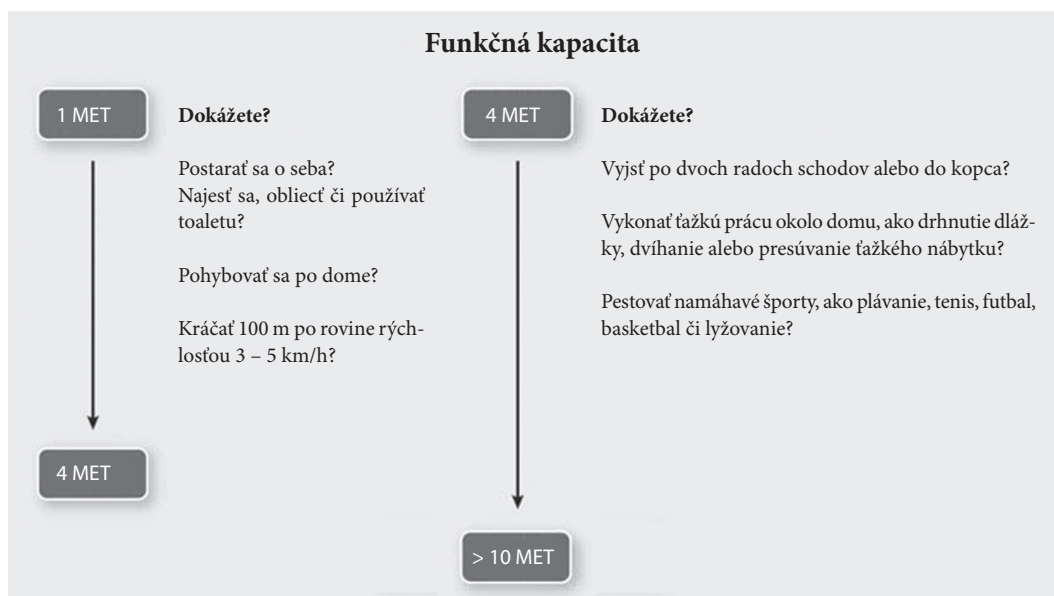 Funkčná kapacita
1 MET
Dokážete?
Postarať sa o seba?
Najesť sa, obliecť či používať
toaletu?
Pohybovať sa po dome?
Kráčať 100 m po rovine rých-
losťou 3 – 5 km/h?
4 MET
4 MET
Dokážete?
Vyjsť po dvoch radoch schodov alebo do kopca?
Vykonať ťažkú prácu okolo domu, ako drhnutie dláž-
ky, dvíhanie alebo presúvanie ťažkého nábytku?
Pestovať namáhavé športy, ako plávanie, tenis, futbal,
basketbal či lyžovanie?
> 10 MET